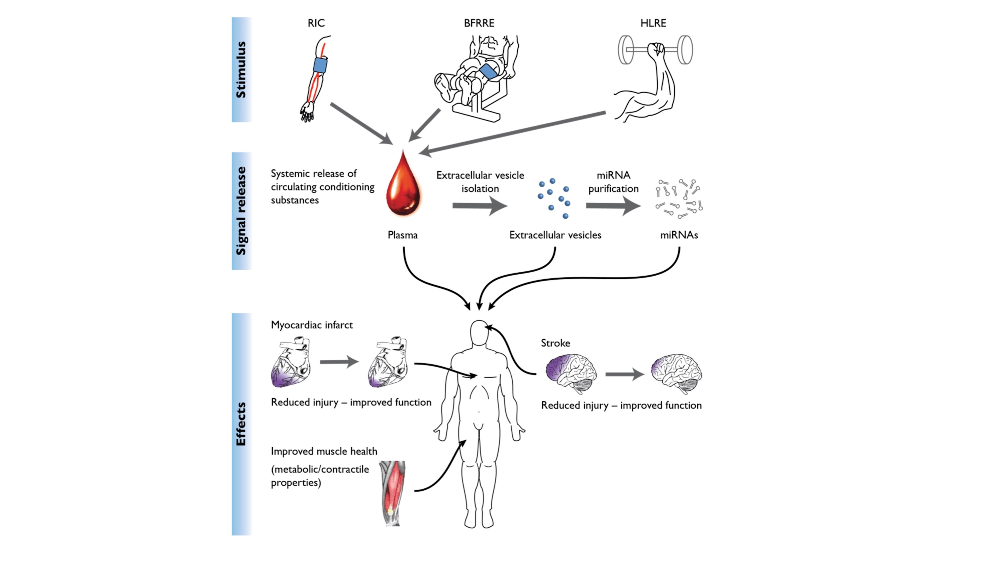 Stimulus
RIC
BFRRE
HLRE
Signal release
Systemic release of
circulating conditioning
substances
Extracellular vesicle
isolation
miRNA
purification
Plasma
Extracellular vesicles
miRNAs
Effects
Myocardiac infarct
Reduced injury – improved function
Stroke
Reduced injury – improved function
Improved muscle health
(metabolic/contractile
properties)